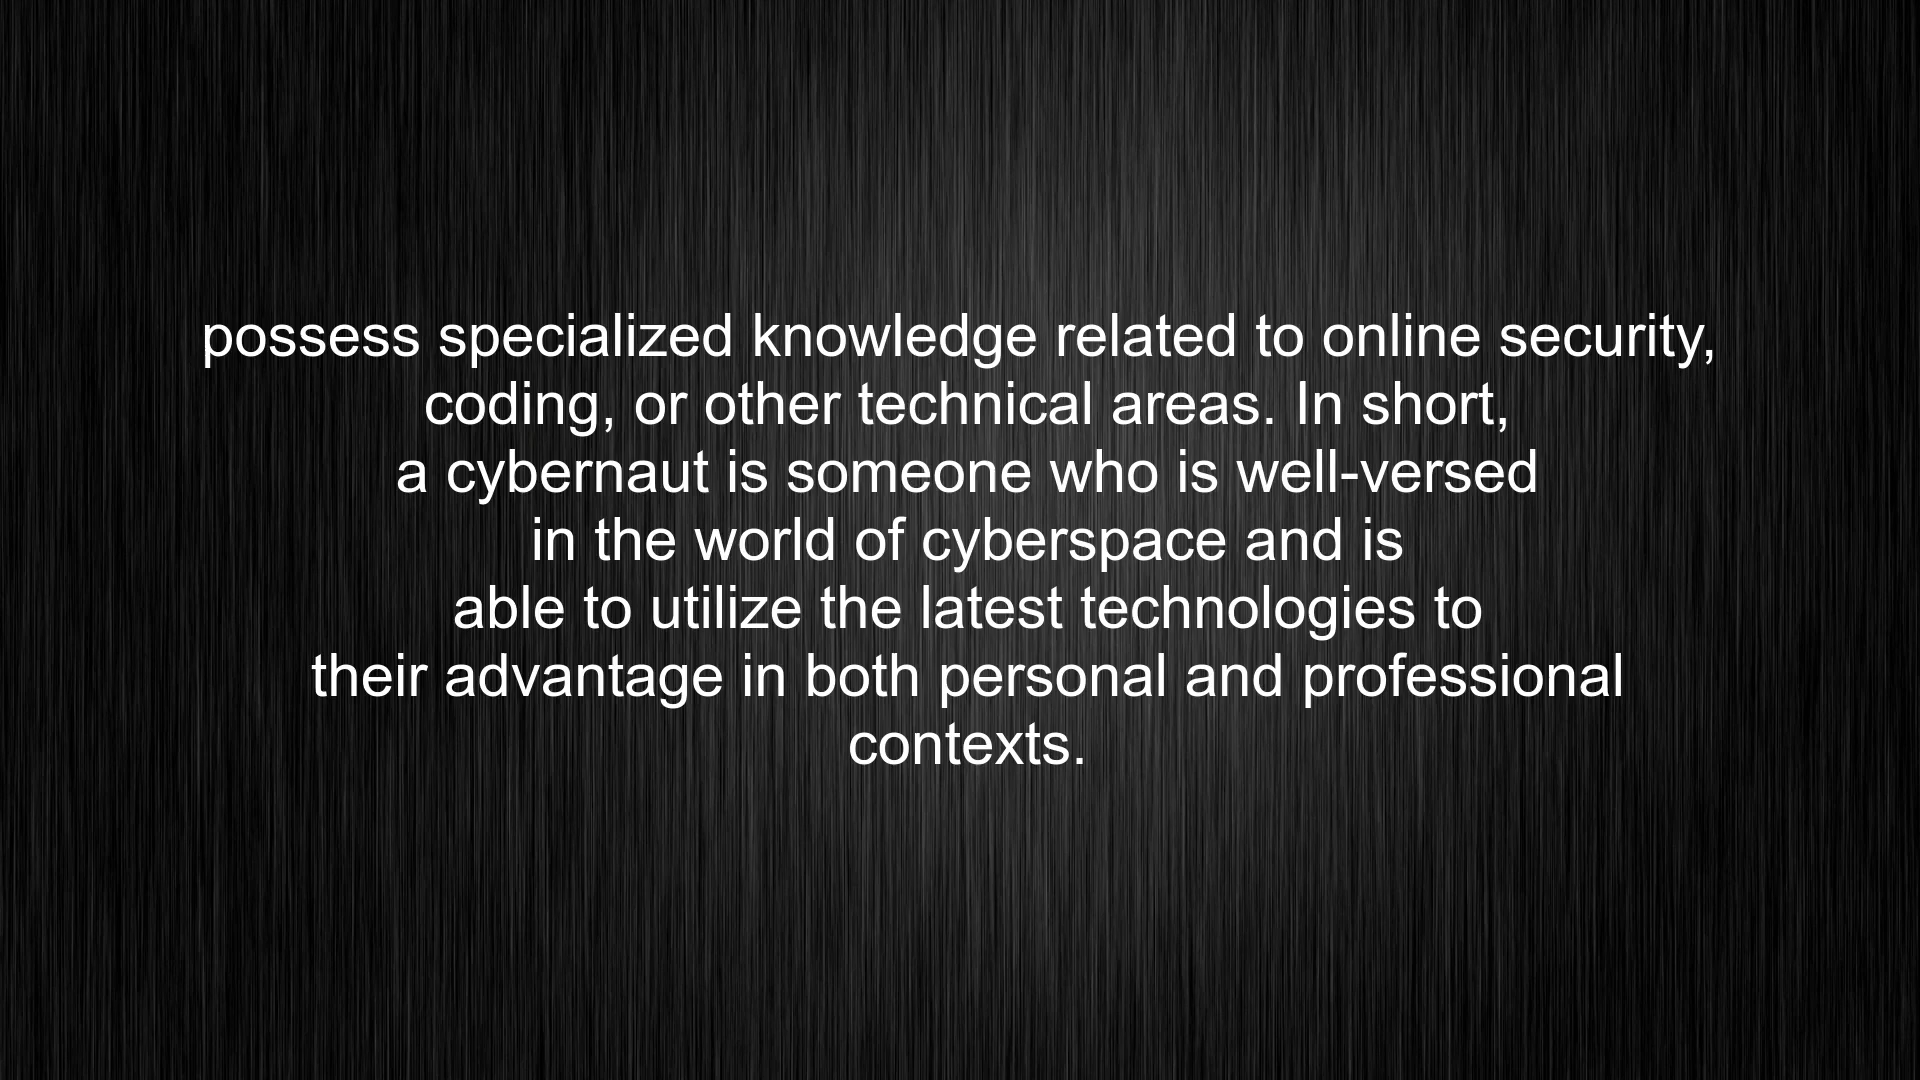 possess specialized knowledge related to online security,
coding, or other technical areas. In short,
a cybernaut is someone who is well-versed
in the world of cyberspace and is
able to utilize the latest technologies to
their advantage in both personal and professional
contexts.